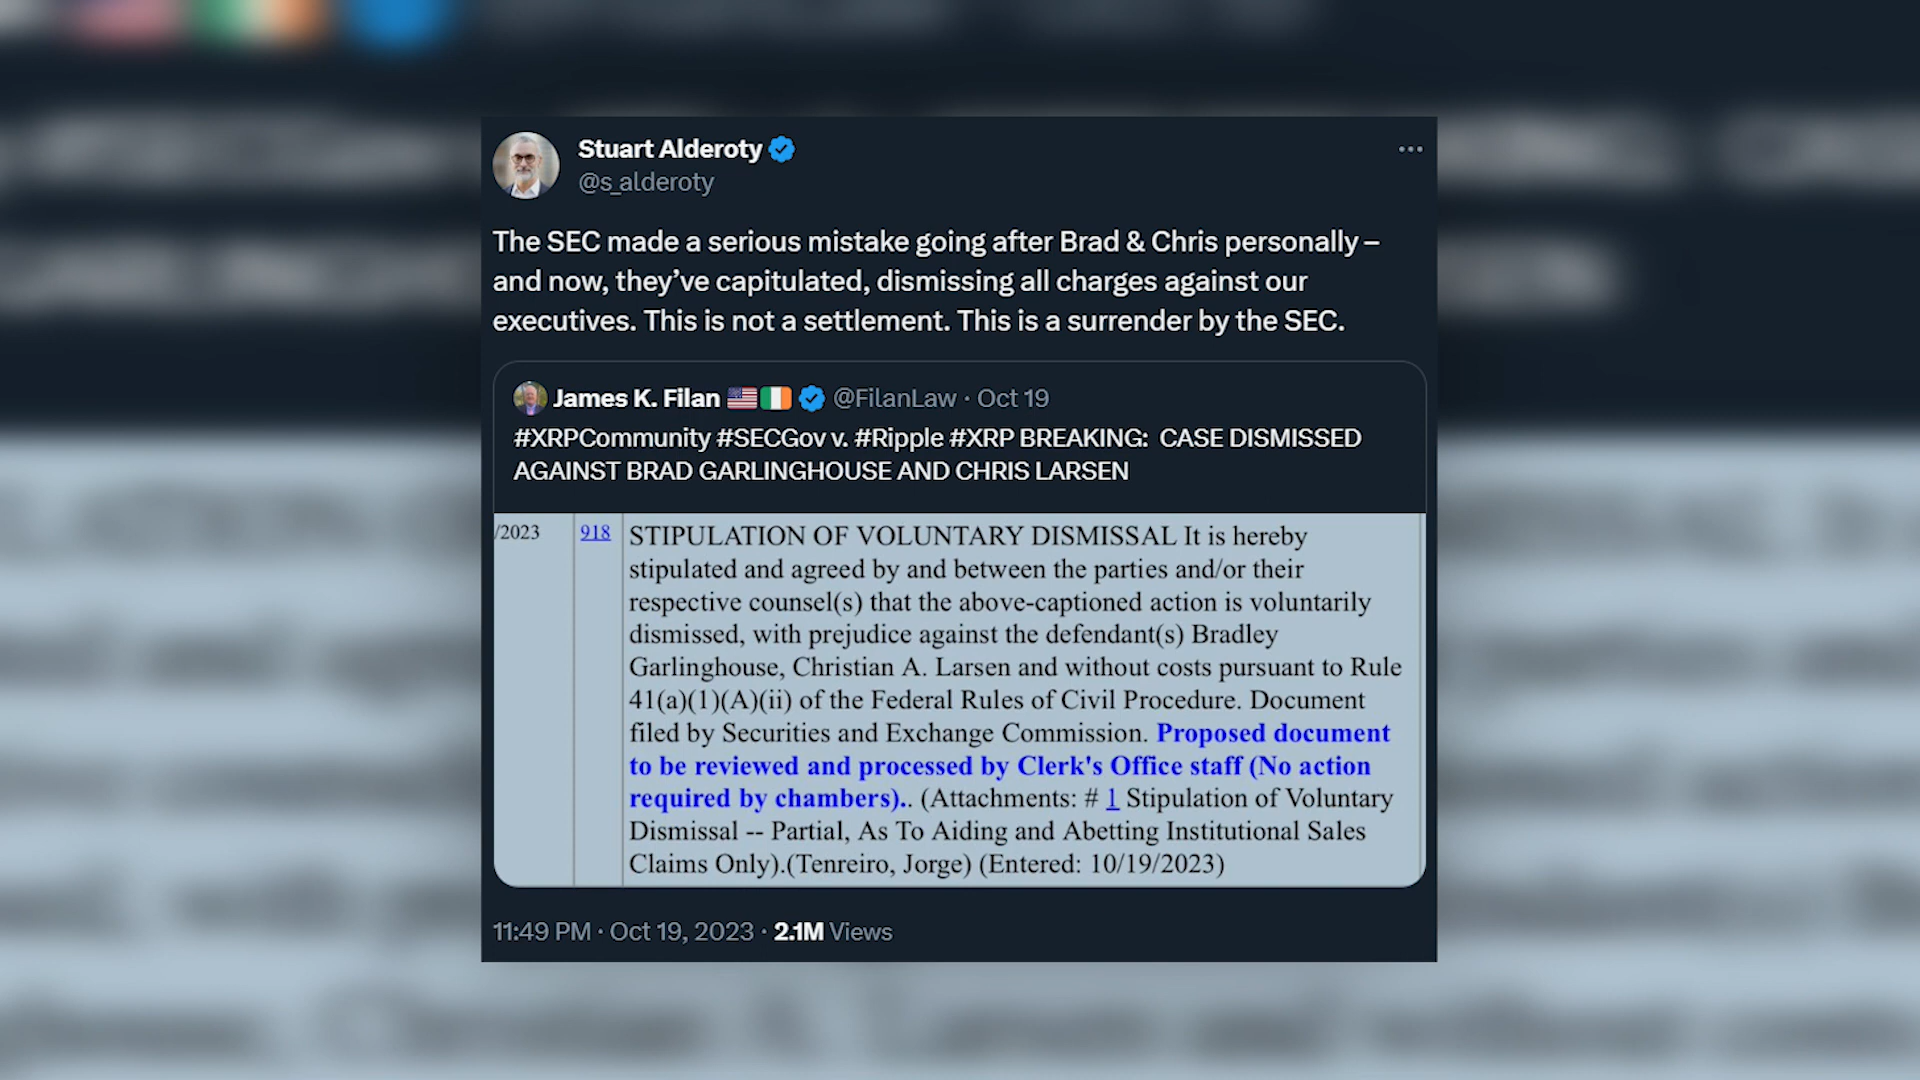 Stuart Alderoty
@s_alderoty
The SEC made a serious mistake going after Brad & Chris personally –
and now, they’ve capitulated, dismissing all charges against our
executives. This is not a settlement. This is a surrender by the SEC.
James K. Filan 🇺🇸🇮🇪 @FilanLaw · Oct 19
#XRPCommunity #SECGov v. #Ripple #XRP BREAKING: CASE DISMISSED
AGAINST BRAD GARLINGHOUSE AND CHRIS LARSEN
/2023 918 STIPULATION OF VOLUNTARY DISMISSAL It is hereby
stipulated and agreed by and between the parties and/or their
respective counsel(s) that the above-captioned action is voluntarily
dismissed, with prejudice against the defendant(s) Bradley
Garlinghouse, Christian A. Larsen and without costs pursuant to Rule
41(a)(1)(A)(ii) of the Federal Rules of Civil Procedure. Document
filed by Securities and Exchange Commission. Proposed document
to be reviewed and processed by Clerk's Office staff (No action
required by chambers).. (Attachments: # 1 Stipulation of Voluntary
Dismissal -- Partial, As To Aiding and Abetting Institutional Sales
Claims Only).(Tenreiro, Jorge) (Entered: 10/19/2023)
11:49 PM · Oct 19, 2023 · 2.1M Views